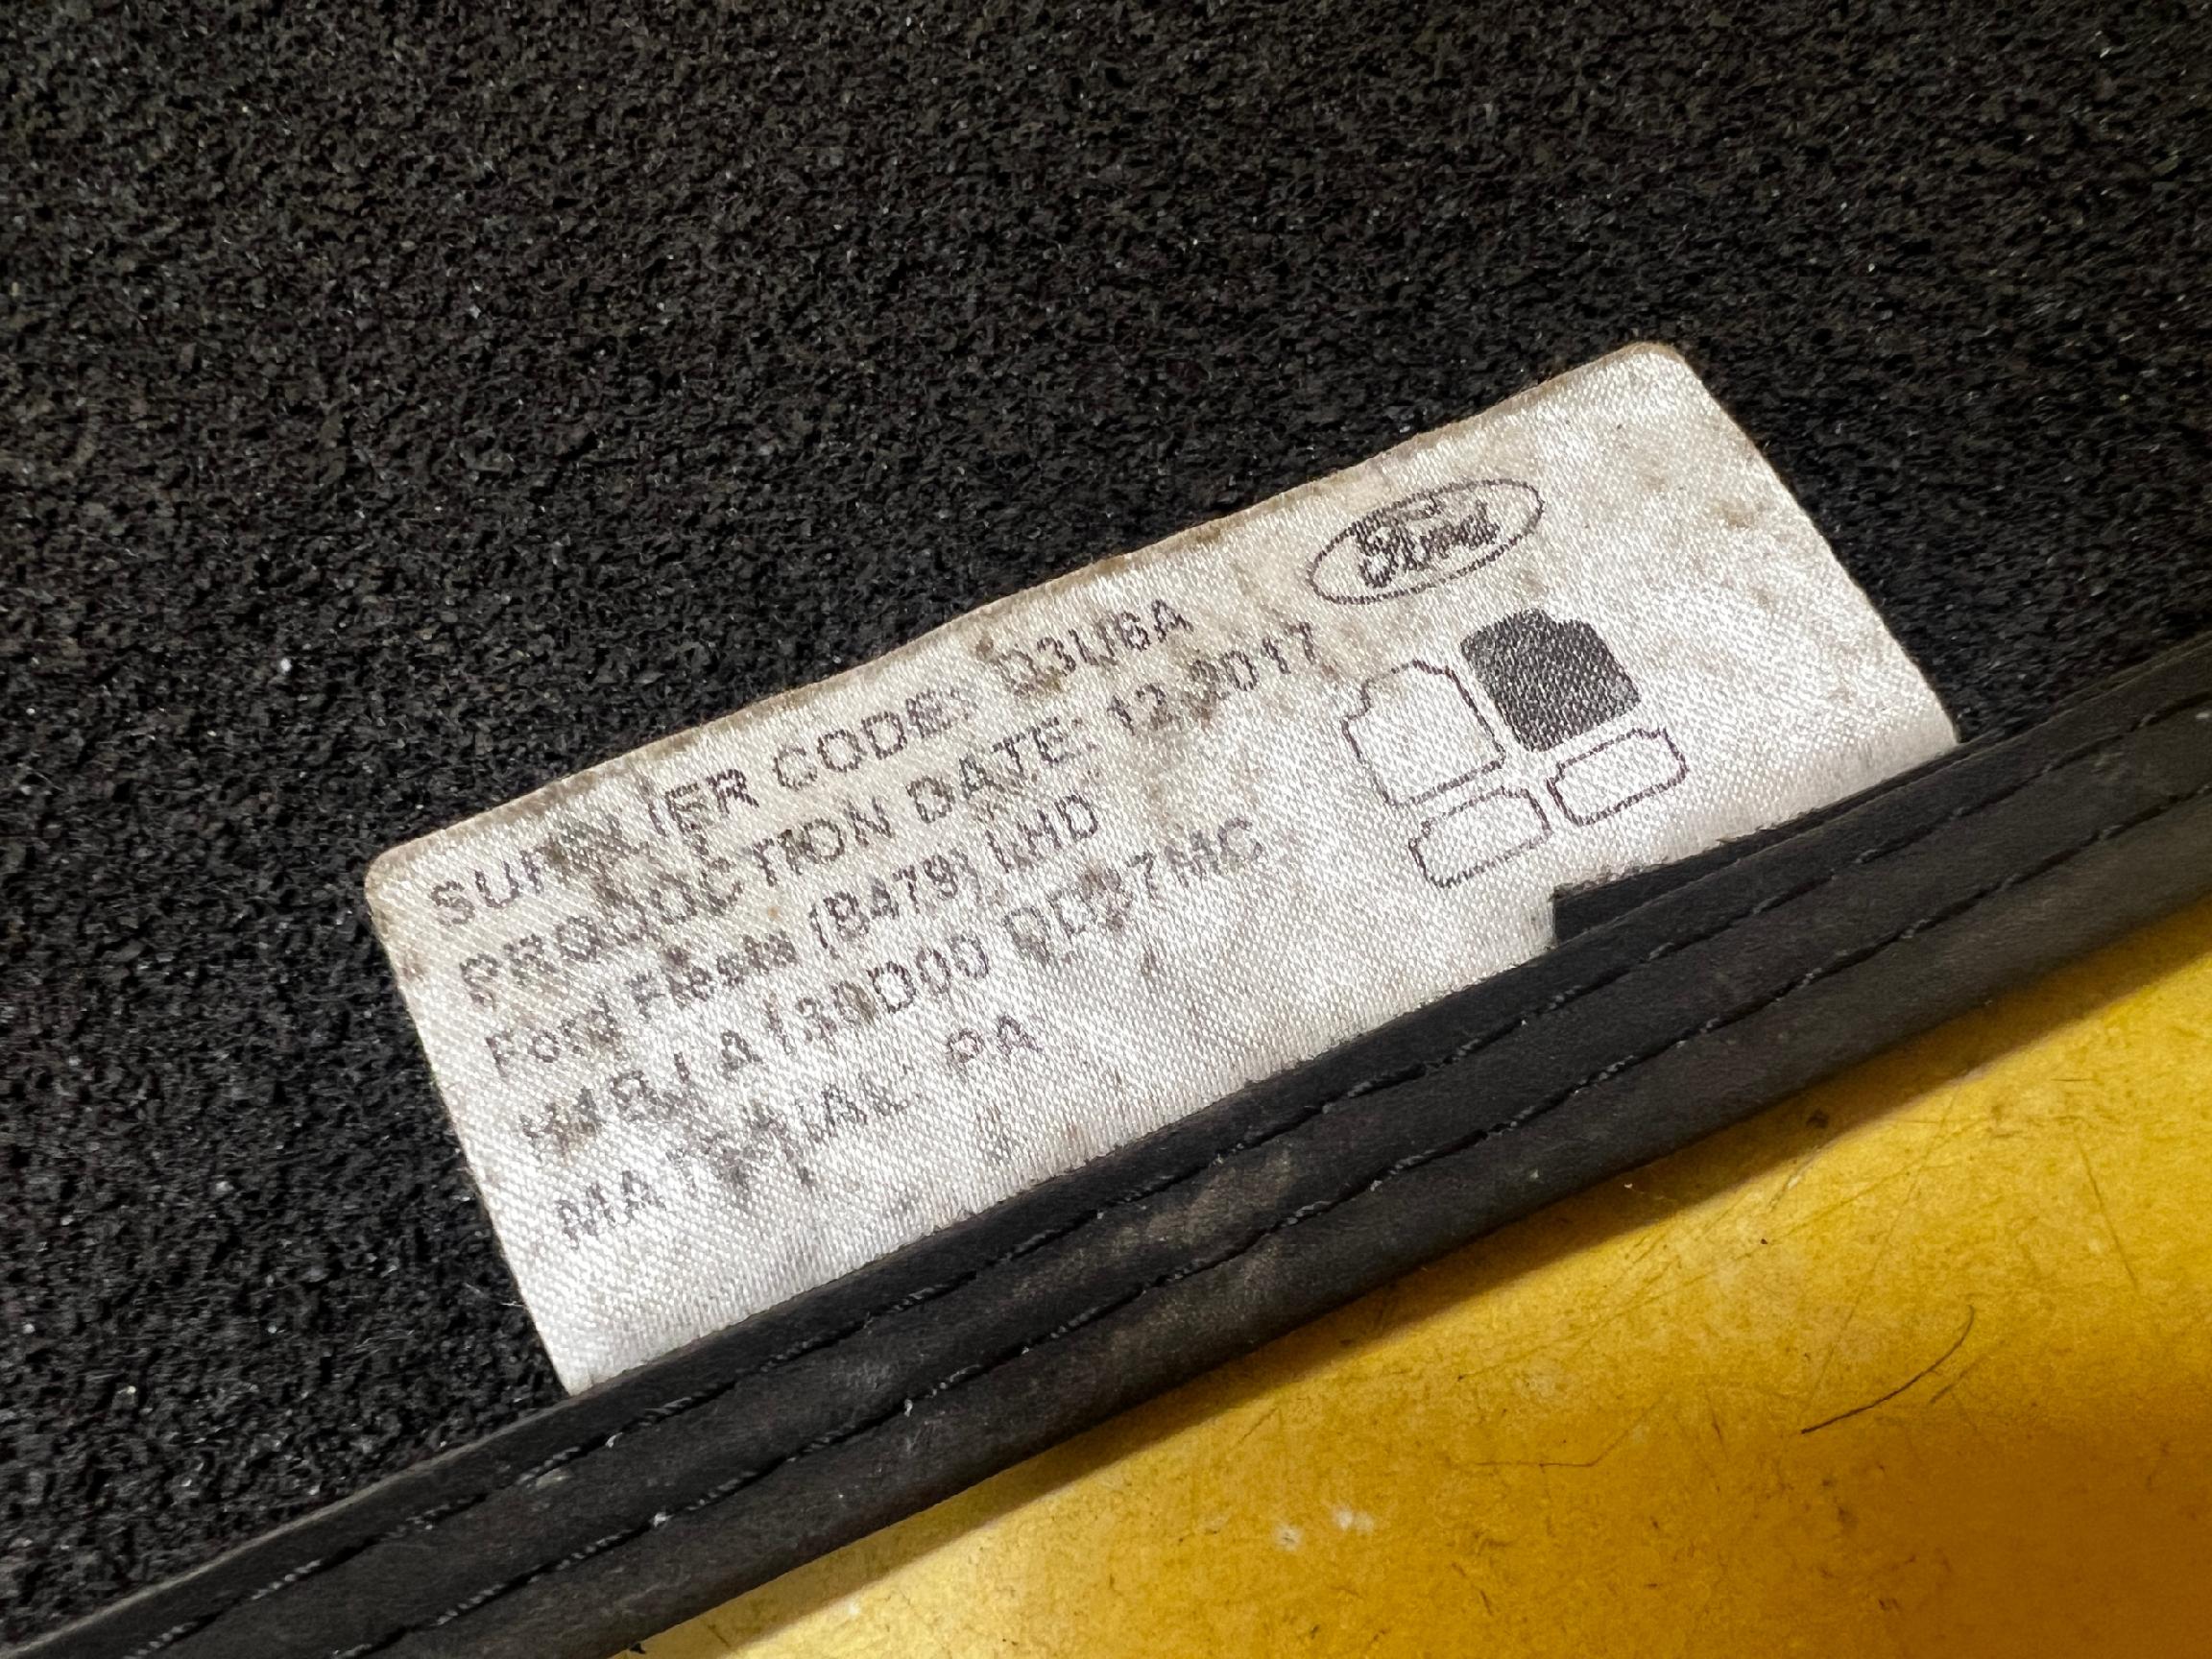 Ford
SUPPLIER CODE: D3U6A
PRODUCTION DATE: 12.2017
Ford Fiesta (B479) LHD
MATERIAL: PA